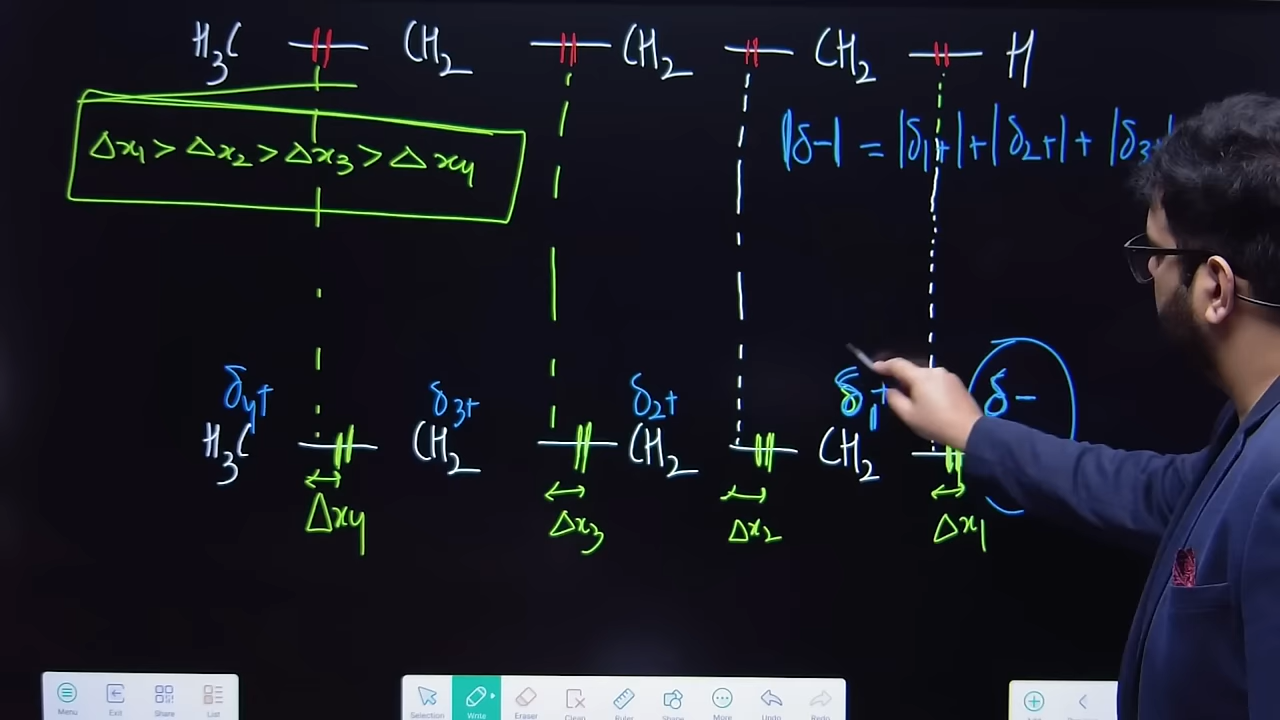 H₃C — CH₂ — CH₂ — CH₂ — H
|δ-| = |δ₁+| + |δ₂+| + |δ₃+|
Δx₁ > Δx₂ > Δx₃ > Δx₄
δ₄+ δ₃+ δ₂+ δ₁+ δ-
H₃C — CH₂ — CH₂ — CH₂ —
Δx₄ Δx₃ Δx₂ Δx₁
Menu Exit Share List Selection Write Eraser Clean Ruler Shape More Undo Redo